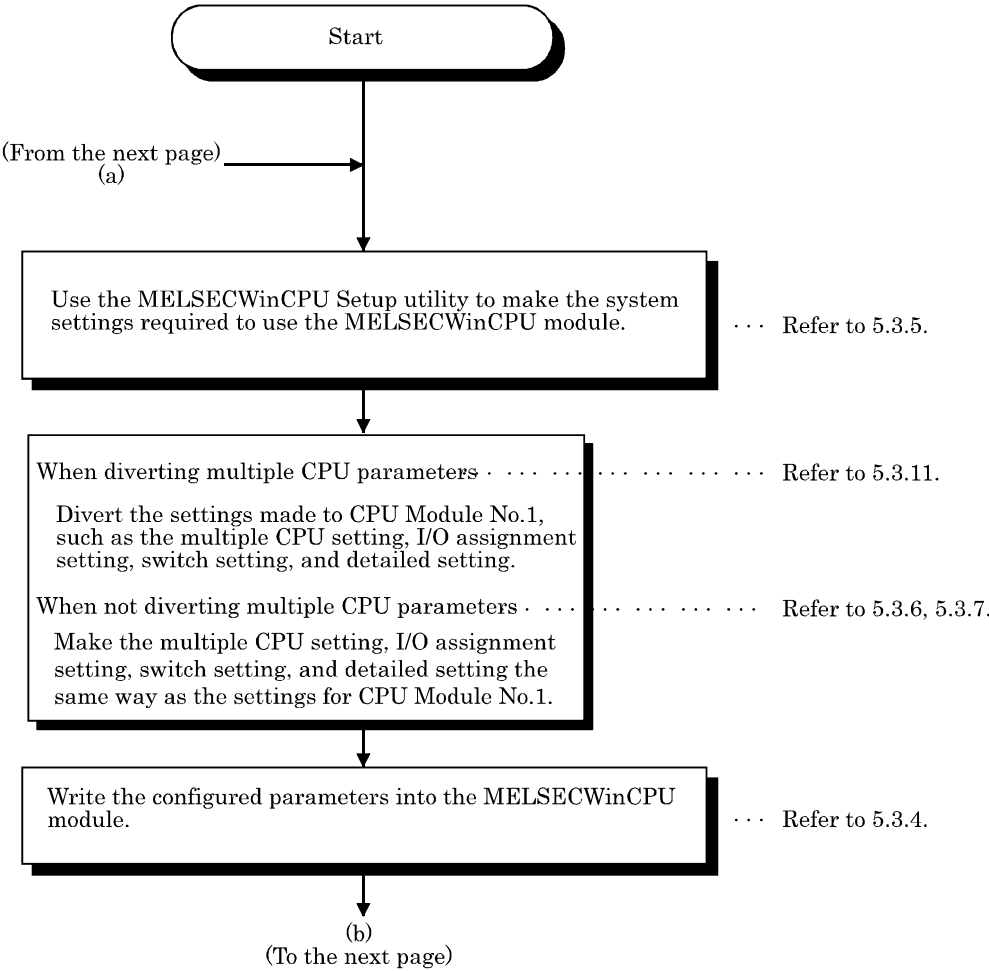 Start
(From the next page)
(a)
Use the MELSECWinCPU Setup utility to make the system
settings required to use the MELSECWinCPU module.
··· Refer to 5.3.5.
When diverting multiple CPU parameters ··· ··· ··· ··· ··· ··· Refer to 5.3.11.
Divert the settings made to CPU Module No.1,
such as the multiple CPU setting, I/O assignment
setting, switch setting, and detailed setting.
When not diverting multiple CPU parameters · ··· ··· ··· ··· ··· Refer to 5.3.6, 5.3.7.
Make the multiple CPU setting, I/O assignment
setting, switch setting, and detailed setting the
same way as the settings for CPU Module No.1.
Write the configured parameters into the MELSECWinCPU
module.
··· Refer to 5.3.4.
(b)
(To the next page)